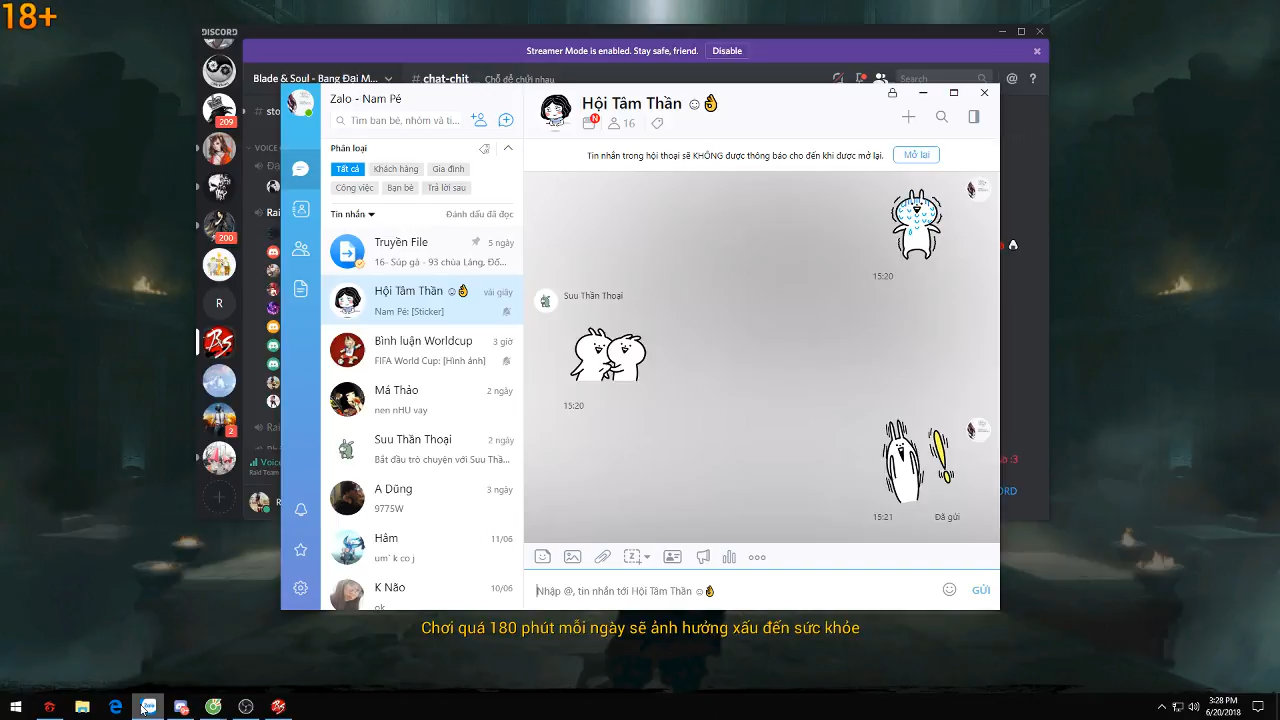 18+
DISCORD
Streamer Mode is enabled. Stay safe, friend.
Disable
Blade & Soul - Bang Đại M...
# chat-chit
Chỗ để chửi nhau
Search
209
200
R
2
Zalo - Nam Pé
Tìm bạn bè, nhóm và ti...
Phân loại
Tất cả
Khách hàng
Gia đình
Công việc
Bạn bè
Trả lời sau
Tin nhắn
Đánh dấu đã đọc
Truyền File
5 ngày
16- Súp gà - 93 chùa Láng, Đố...
Hội Tâm Thần ☺👌
vài giây
Nam Pé: [Sticker]
Bình luận Worldcup
3 giờ
FIFA World Cup: [Hình ảnh]
Má Thảo
2 ngày
nen nHU vay
Suu Thần Thoại
2 ngày
Bắt đầu trò chuyện với Suu Thầ...
A Dũng
3 ngày
9775W
Hâm
11/06
um´ k co j
K Não
10/06
ok
Hội Tâm Thần ☺👌
N
16
Tin nhắn trong hội thoại sẽ KHÔNG được thông báo cho đến khi được mở lại.
Mở lại
15:20
Suu Thần Thoại
15:20
15:21
Đã gửi
Nhập @, tin nhắn tới Hội Tâm Thần ☺👌
GỬI
Chơi quá 180 phút mỗi ngày sẽ ảnh hưởng xấu đến sức khỏe
Zalo
3:28 PM
6/20/2018